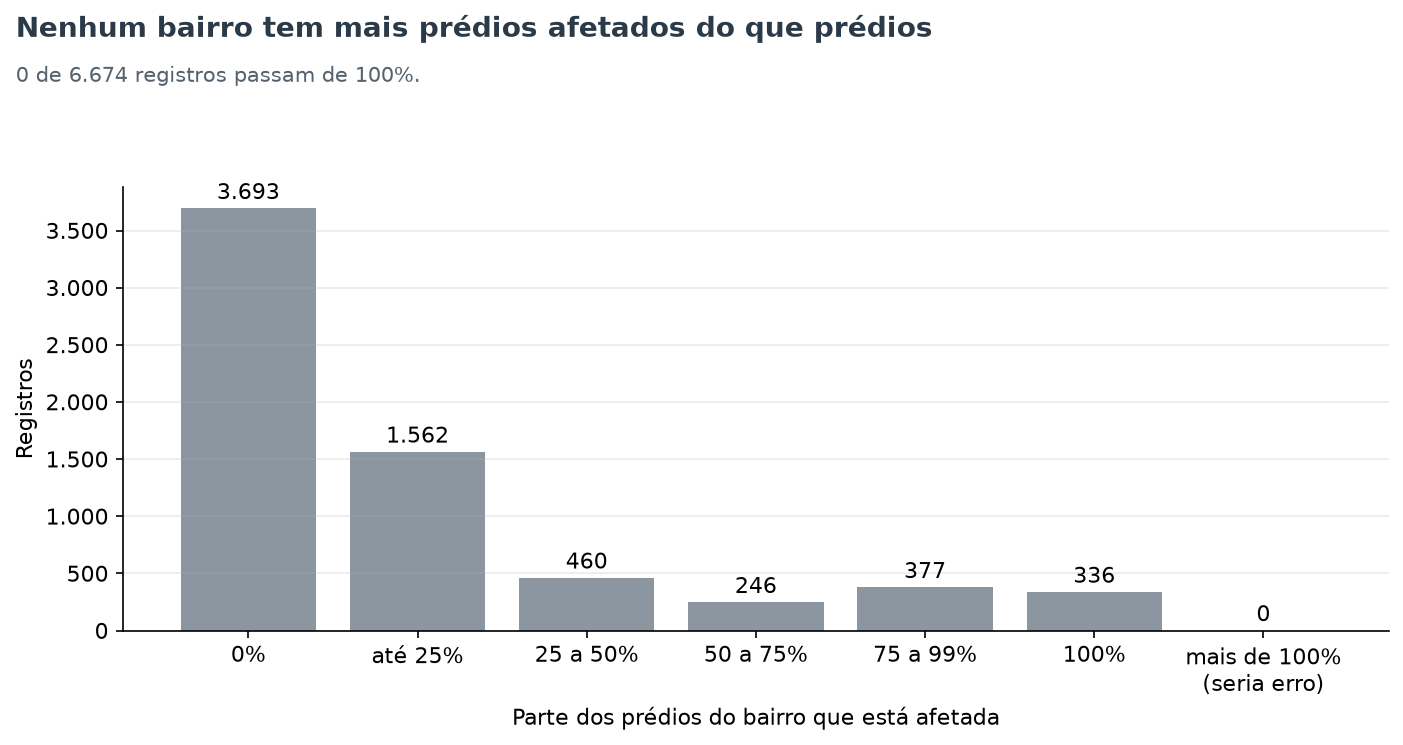 Nenhum bairro tem mais prédios afetados do que prédios
0 de 6.674 registros passam de 100%.
Registros
3.500
3.000
2.500
2.000
1.500
1.000
500
0
3.693
1.562
460
246
377
336
0
0%
até 25%
25 a 50%
50 a 75%
75 a 99%
100%
mais de 100%
(seria erro)
Parte dos prédios do bairro que está afetada